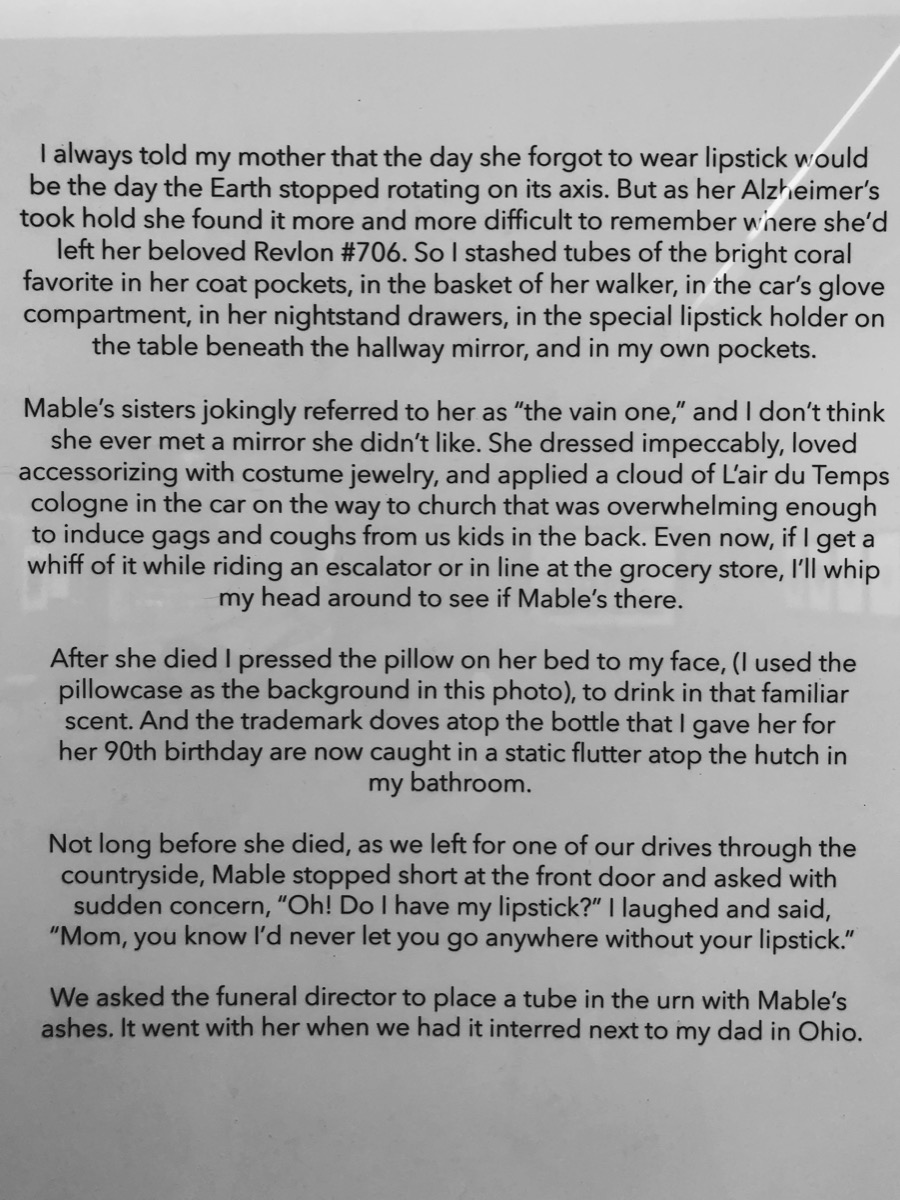 I always told my mother that the day she forgot to wear lipstick would
be the day the Earth stopped rotating on its axis. But as her Alzheimer’s
took hold she found it more and more difficult to remember where she’d
left her beloved Revlon #706. So I stashed tubes of the bright coral
favorite in her coat pockets, in the basket of her walker, in the car’s glove
compartment, in her nightstand drawers, in the special lipstick holder on
the table beneath the hallway mirror, and in my own pockets.
Mable’s sisters jokingly referred to her as “the vain one,” and I don’t think
she ever met a mirror she didn’t like. She dressed impeccably, loved
accessorizing with costume jewelry, and applied a cloud of L’air du Temps
cologne in the car on the way to church that was overwhelming enough
to induce gags and coughs from us kids in the back. Even now, if I get a
whiff of it while riding an escalator or in line at the grocery store, I’ll whip
my head around to see if Mable’s there.
After she died I pressed the pillow on her bed to my face, (I used the
pillowcase as the background in this photo), to drink in that familiar
scent. And the trademark doves atop the bottle that I gave her for
her 90th birthday are now caught in a static flutter atop the hutch in
my bathroom.
Not long before she died, as we left for one of our drives through the
countryside, Mable stopped short at the front door and asked with
sudden concern, “Oh! Do I have my lipstick?” I laughed and said,
“Mom, you know I’d never let you go anywhere without your lipstick.”
We asked the funeral director to place a tube in the urn with Mable’s
ashes. It went with her when we had it interred next to my dad in Ohio.